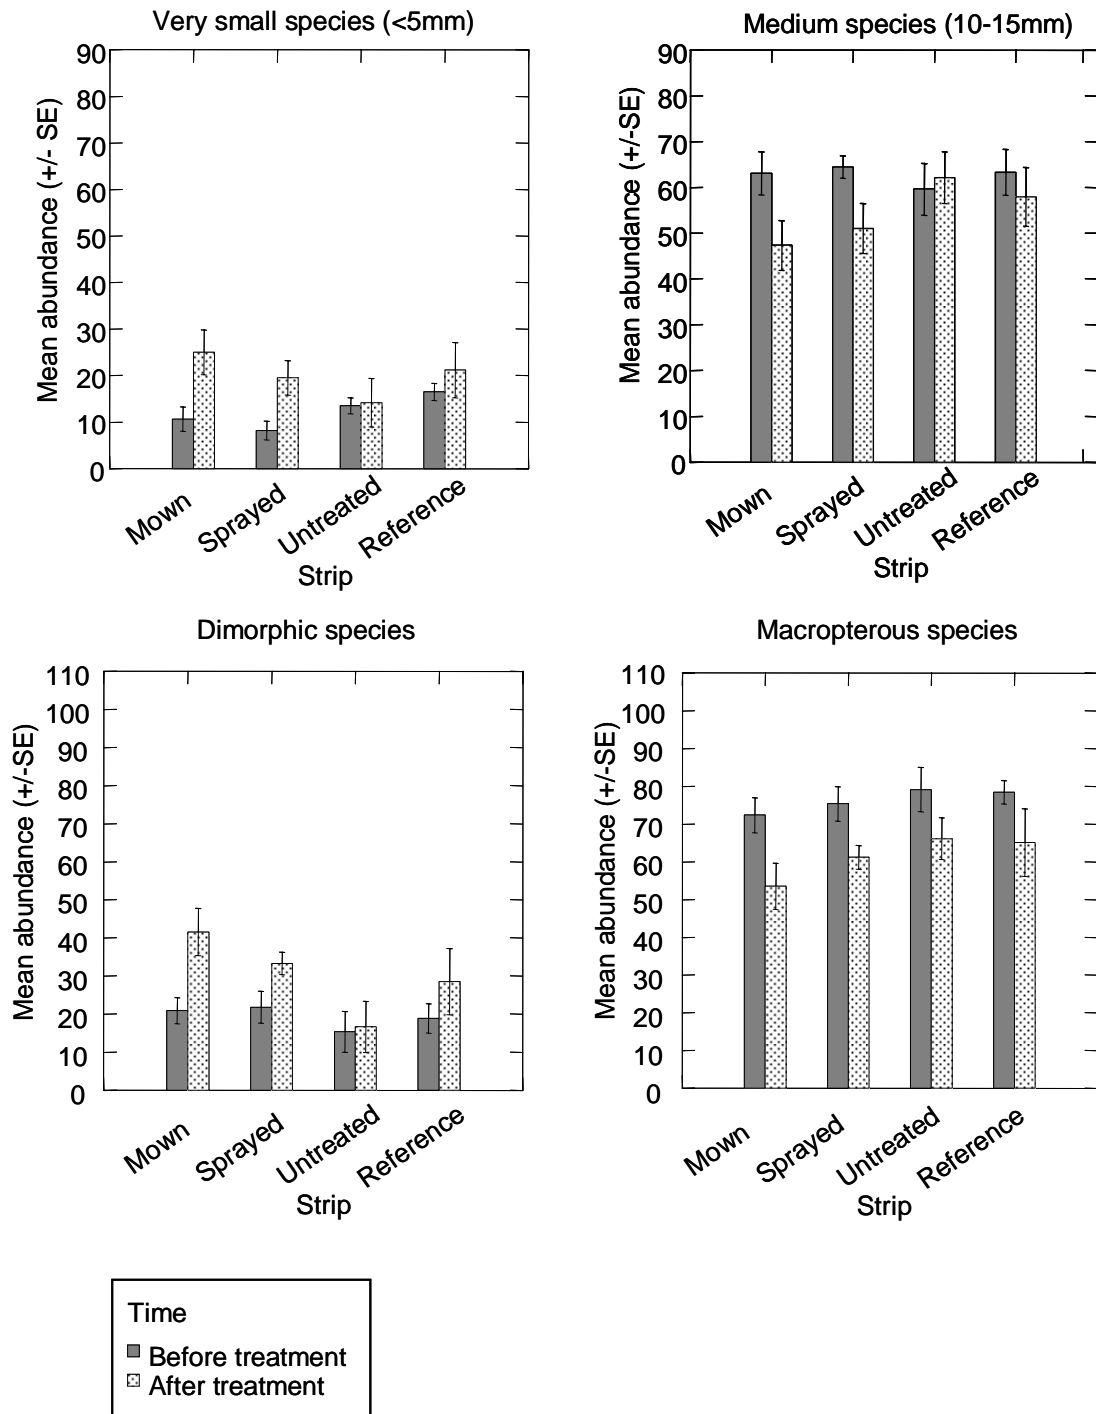 Very small species (<5mm)
Mean abundance (+/- SE)
90
80
70
60
50
40
30
20
10
0
Mown
Sprayed
Untreated
Reference
Strip
Medium species (10-15mm)
Mean abundance (+/-SE)
90
80
70
60
50
40
30
20
10
0
Mown
Sprayed
Untreated
Reference
Strip
Dimorphic species
Mean abundance (+/-SE)
110
100
90
80
70
60
50
40
30
20
10
0
Mown
Sprayed
Untreated
Reference
Strip
Macropterous species
Mean abundance (+/-SE)
110
100
90
80
70
60
50
40
30
20
10
0
Mown
Sprayed
Untreated
Reference
Strip
Time
Before treatment
After treatment